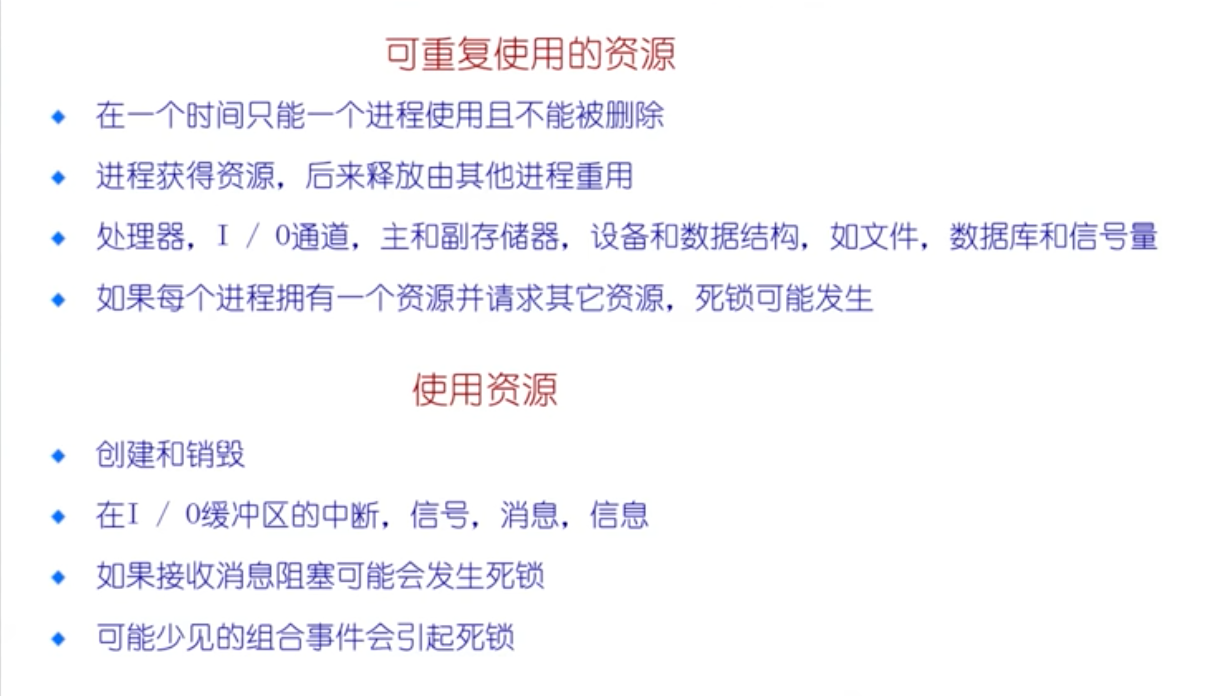 可重复使用的资源
在一个时间只能一个进程使用且不能被删除
进程获得资源，后来释放由其他进程重用
处理器，I / O通道，主和副存储器，设备和数据结构，如文件，数据库和信号量
如果每个进程拥有一个资源并请求其它资源，死锁可能发生
使用资源
创建和销毁
在I / O缓冲区的中断，信号，消息，信息
如果接收消息阻塞可能会发生死锁
可能少见的组合事件会引起死锁